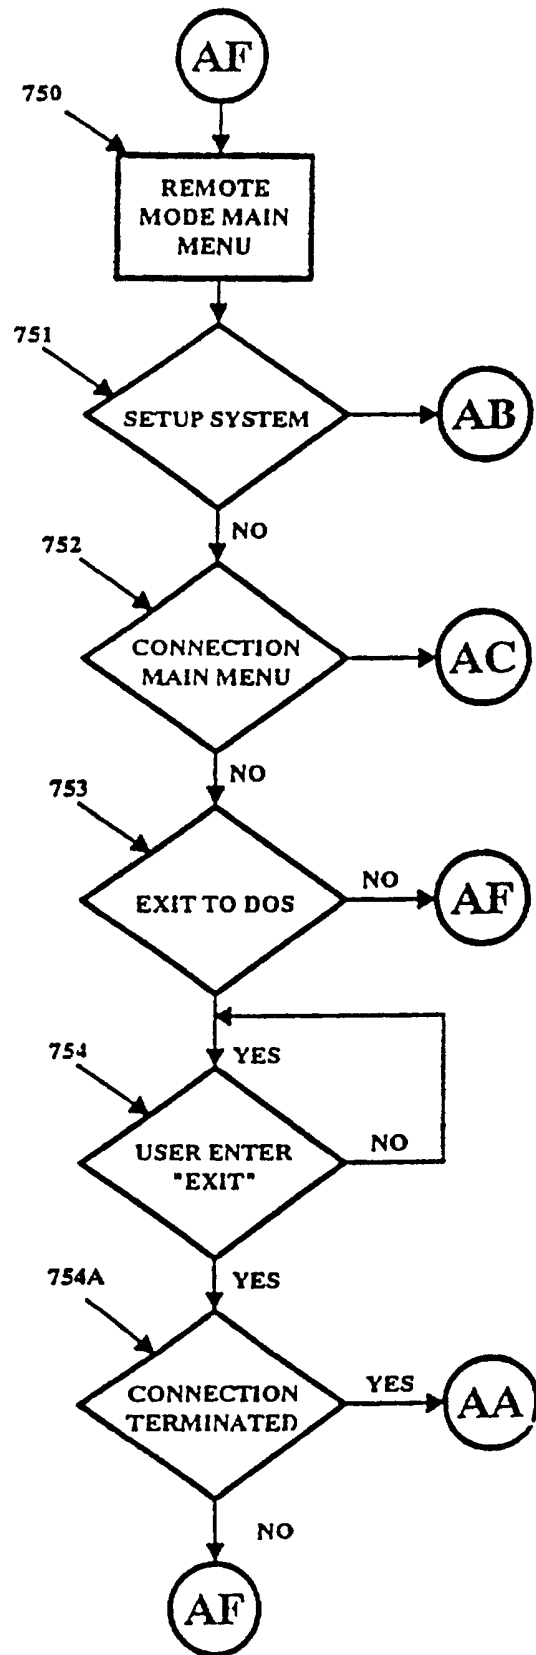 AF
750
REMOTE
MODE MAIN
MENU
751
SETUP SYSTEM
AB
NO
752
CONNECTION
MAIN MENU
AC
NO
753
EXIT TO DOS
NO
AF
YES
754
USER ENTER
"EXIT"
NO
YES
754A
CONNECTION
TERMINATED
YES
AA
NO
AF